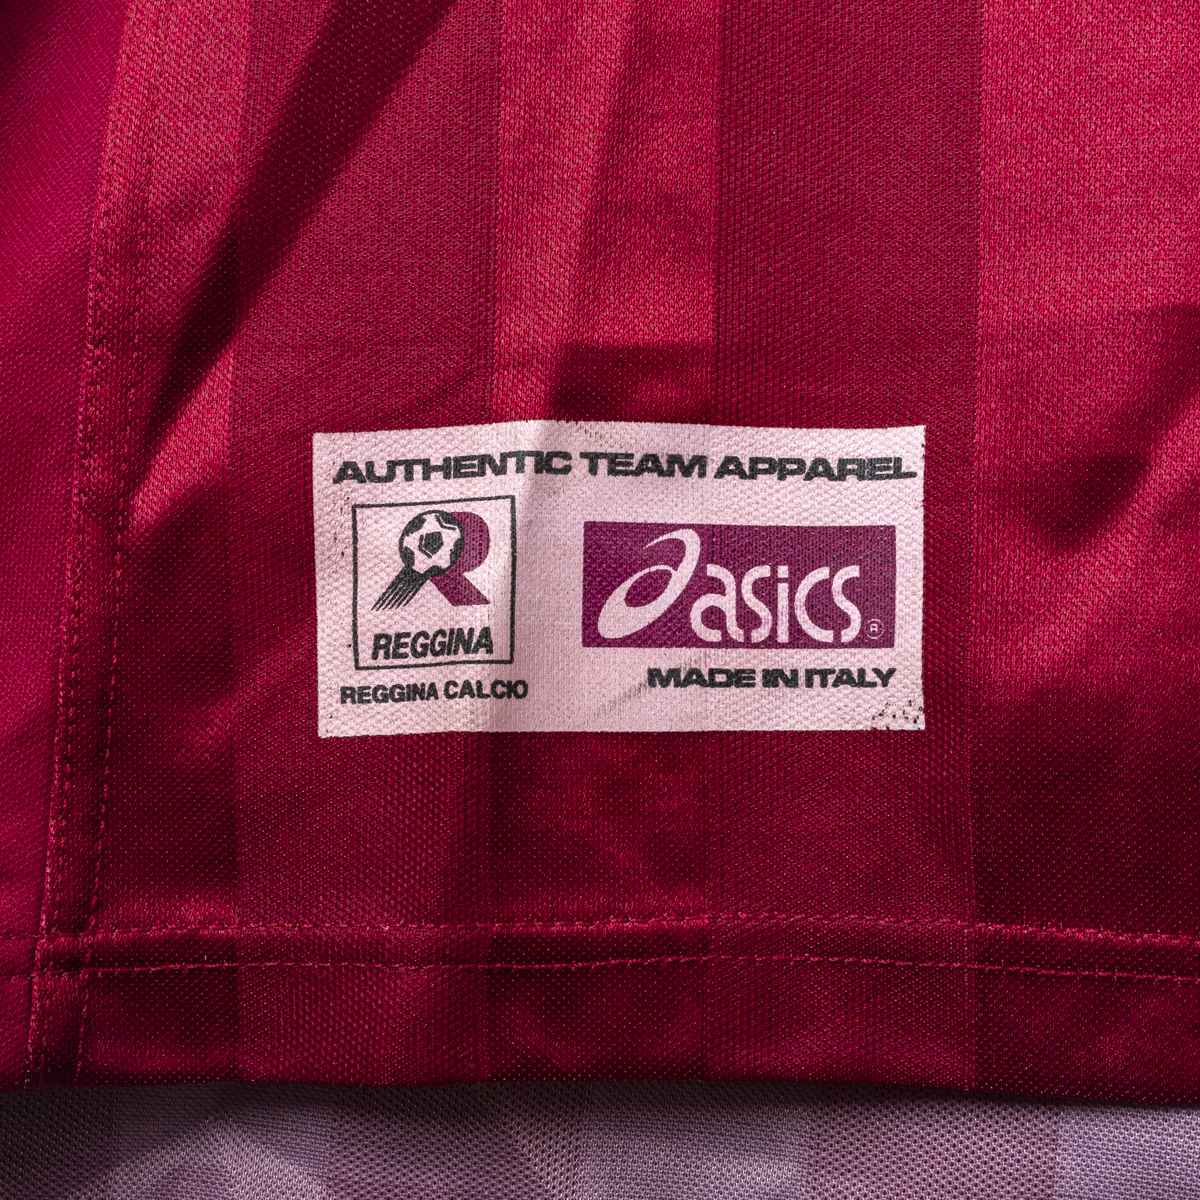 AUTHENTIC TEAM APPAREL
R
REGGINA
REGGINA CALCIO
asics®
MADE IN ITALY